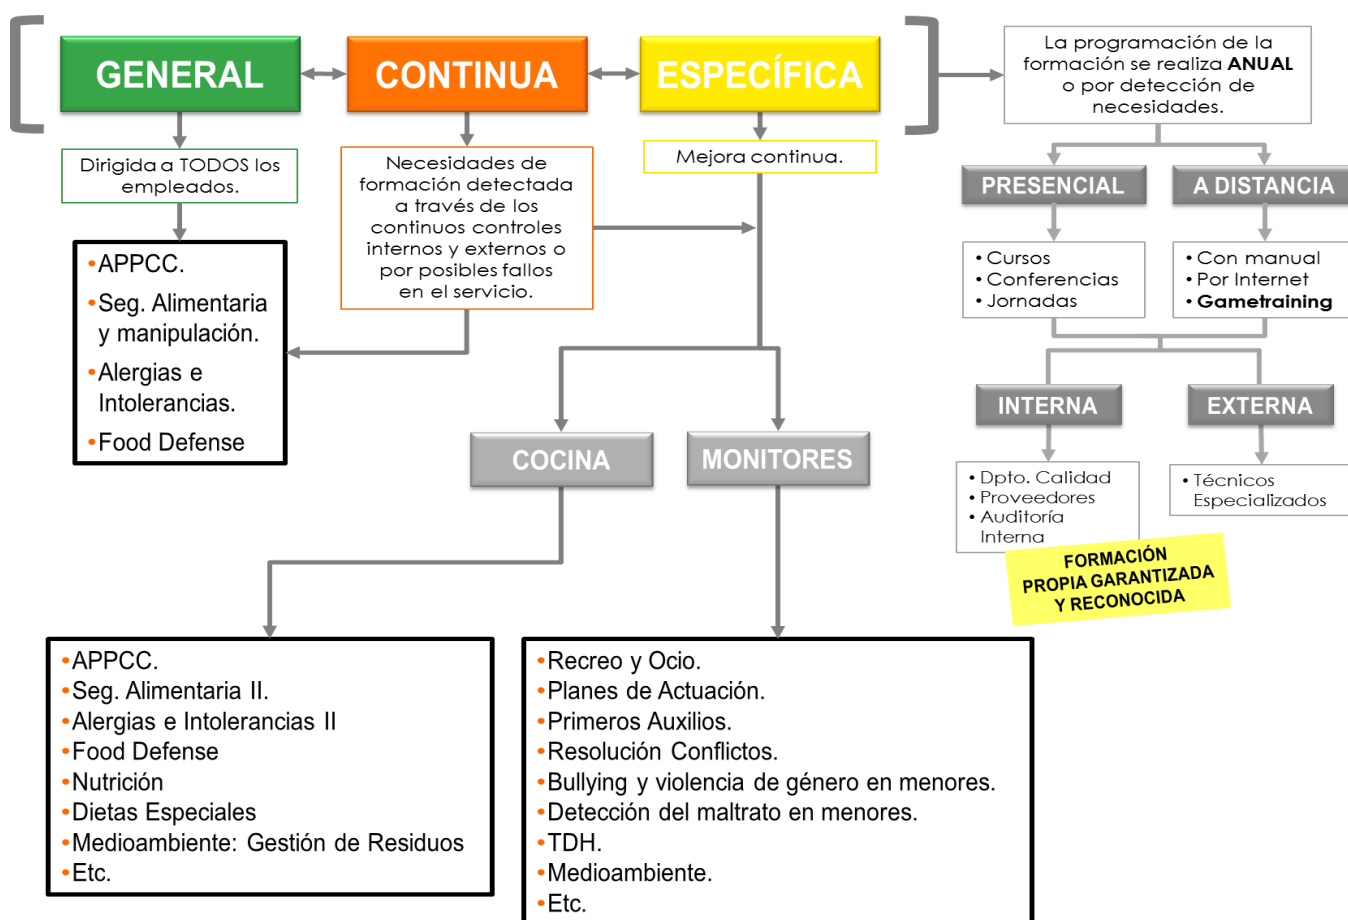 GENERAL
CONTINUA
ESPECÍFICA
La programación de la
formación se realiza ANUAL
o por detección de
necesidades.
Dirigida a TODOS los
empleados.
Necesidades de
formación detectada
a través de los
continuos controles
internos y externos o
por posibles fallos
en el servicio.
Mejora continua.
PRESENCIAL
A DISTANCIA
• Cursos
• Conferencias
• Jornadas
• Con manual
• Por Internet
• Gametraining
•APPCC.
•Seg. Alimentaria
y manipulación.
•Alergias e
Intolerancias.
•Food Defense
INTERNA
EXTERNA
• Dpto. Calidad
• Proveedores
• Auditoría
Interna
• Técnicos
Especializados
FORMACIÓN
PROPIA GARANTIZADA
Y RECONOCIDA
COCINA
MONITORES
•APPCC.
•Seg. Alimentaria II.
•Alergias e Intolerancias II
•Food Defense
•Nutrición
•Dietas Especiales
•Medioambiente: Gestión de Residuos
•Etc.
•Recreo y Ocio.
•Planes de Actuación.
•Primeros Auxilios.
•Resolución Conflictos.
•Bullying y violencia de género en menores.
•Detección del maltrato en menores.
•TDH.
•Medioambiente.
•Etc.